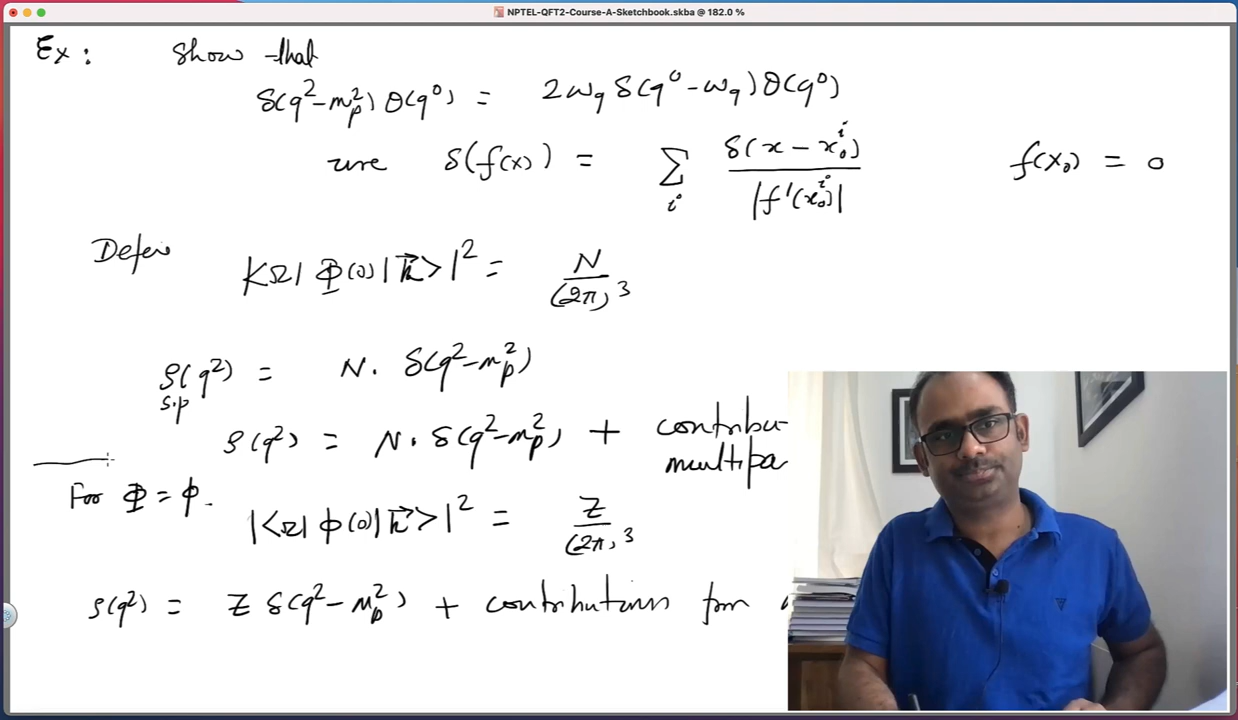 NPTEL-QFT2-Course-A-Sketchbook.skba @ 182.0 %
Ex : Show that
δ(q²-m_p²) θ(q⁰) = 2ω_q δ(q⁰-ω_q) θ(q⁰)
use δ(f(x)) = Σ_i δ(x - x₀ⁱ) / |f'(x₀ⁱ)| f(x₀) = 0
Define |<Ω| Φ(0) |k⃗>|² = N / (2π)³
ρ(q²) s.p = N. δ(q²-m_p²)
ρ(q²) = N. δ(q²-m_p²) + contribu
multipa
For Φ = ϕ.
|<Ω| ϕ(0) |k⃗>|² = Z / (2π)³
ρ(q²) = Z δ(q²-m_p²) + contributions from